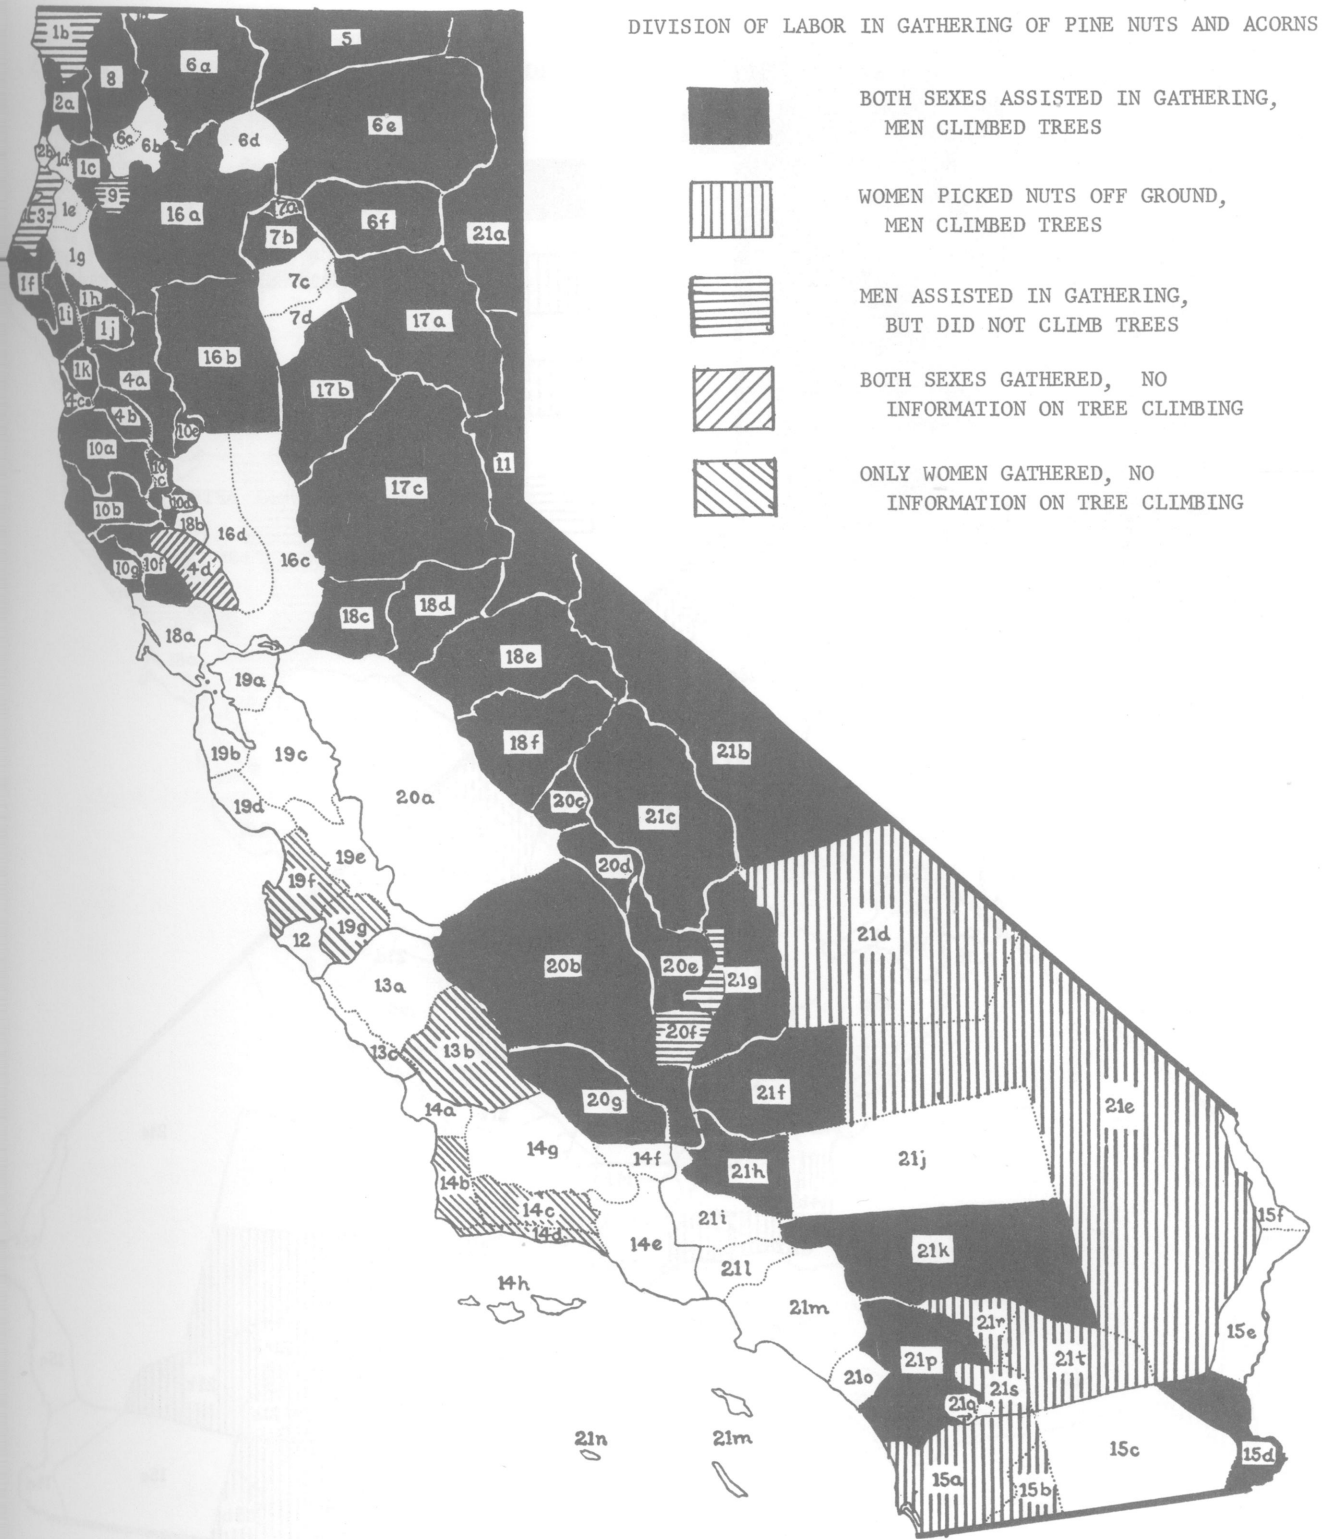 DIVISION OF LABOR IN GATHERING OF PINE NUTS AND ACORNS
BOTH SEXES ASSISTED IN GATHERING,
MEN CLIMBED TREES
WOMEN PICKED NUTS OFF GROUND,
MEN CLIMBED TREES
MEN ASSISTED IN GATHERING,
BUT DID NOT CLIMB TREES
BOTH SEXES GATHERED, NO
INFORMATION ON TREE CLIMBING
ONLY WOMEN GATHERED, NO
INFORMATION ON TREE CLIMBING
1b
5
8
6a
2a
6e
6c
6b
6d
1d
1c
9
3
1e
16a
7a
7b
6f
21a
1g
1f
7c
1h
1i
7d
1j
17a
16b
1k
4a
17b
4c
4b
10e
10a
10c
11
17c
10b
10d
18b
16d
16c
10g
10f
4d
18c
18d
18a
18e
19a
18f
21b
19b
19c
20a
20c
19d
21c
19e
20d
19f
19g
12
21d
20b
20e
21g
13a
20f
13c
13b
21f
20g
14a
21e
14g
14f
21h
21j
14b
14c
21i
15f
14d
14e
21k
21l
14h
21m
21r
15e
21p
21t
21o
21s
21q
21n
21m
15c
15d
15a
15b